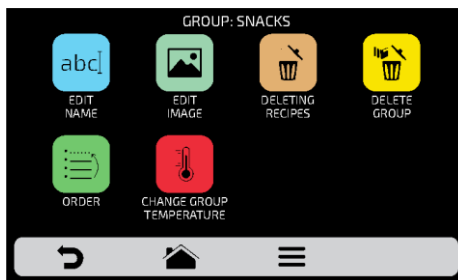 GROUP: SNACKS
abc
EDIT
NAME
EDIT
IMAGE
DELETING
RECIPES
DELETE
GROUP
ORDER
CHANGE GROUP
TEMPERATURE